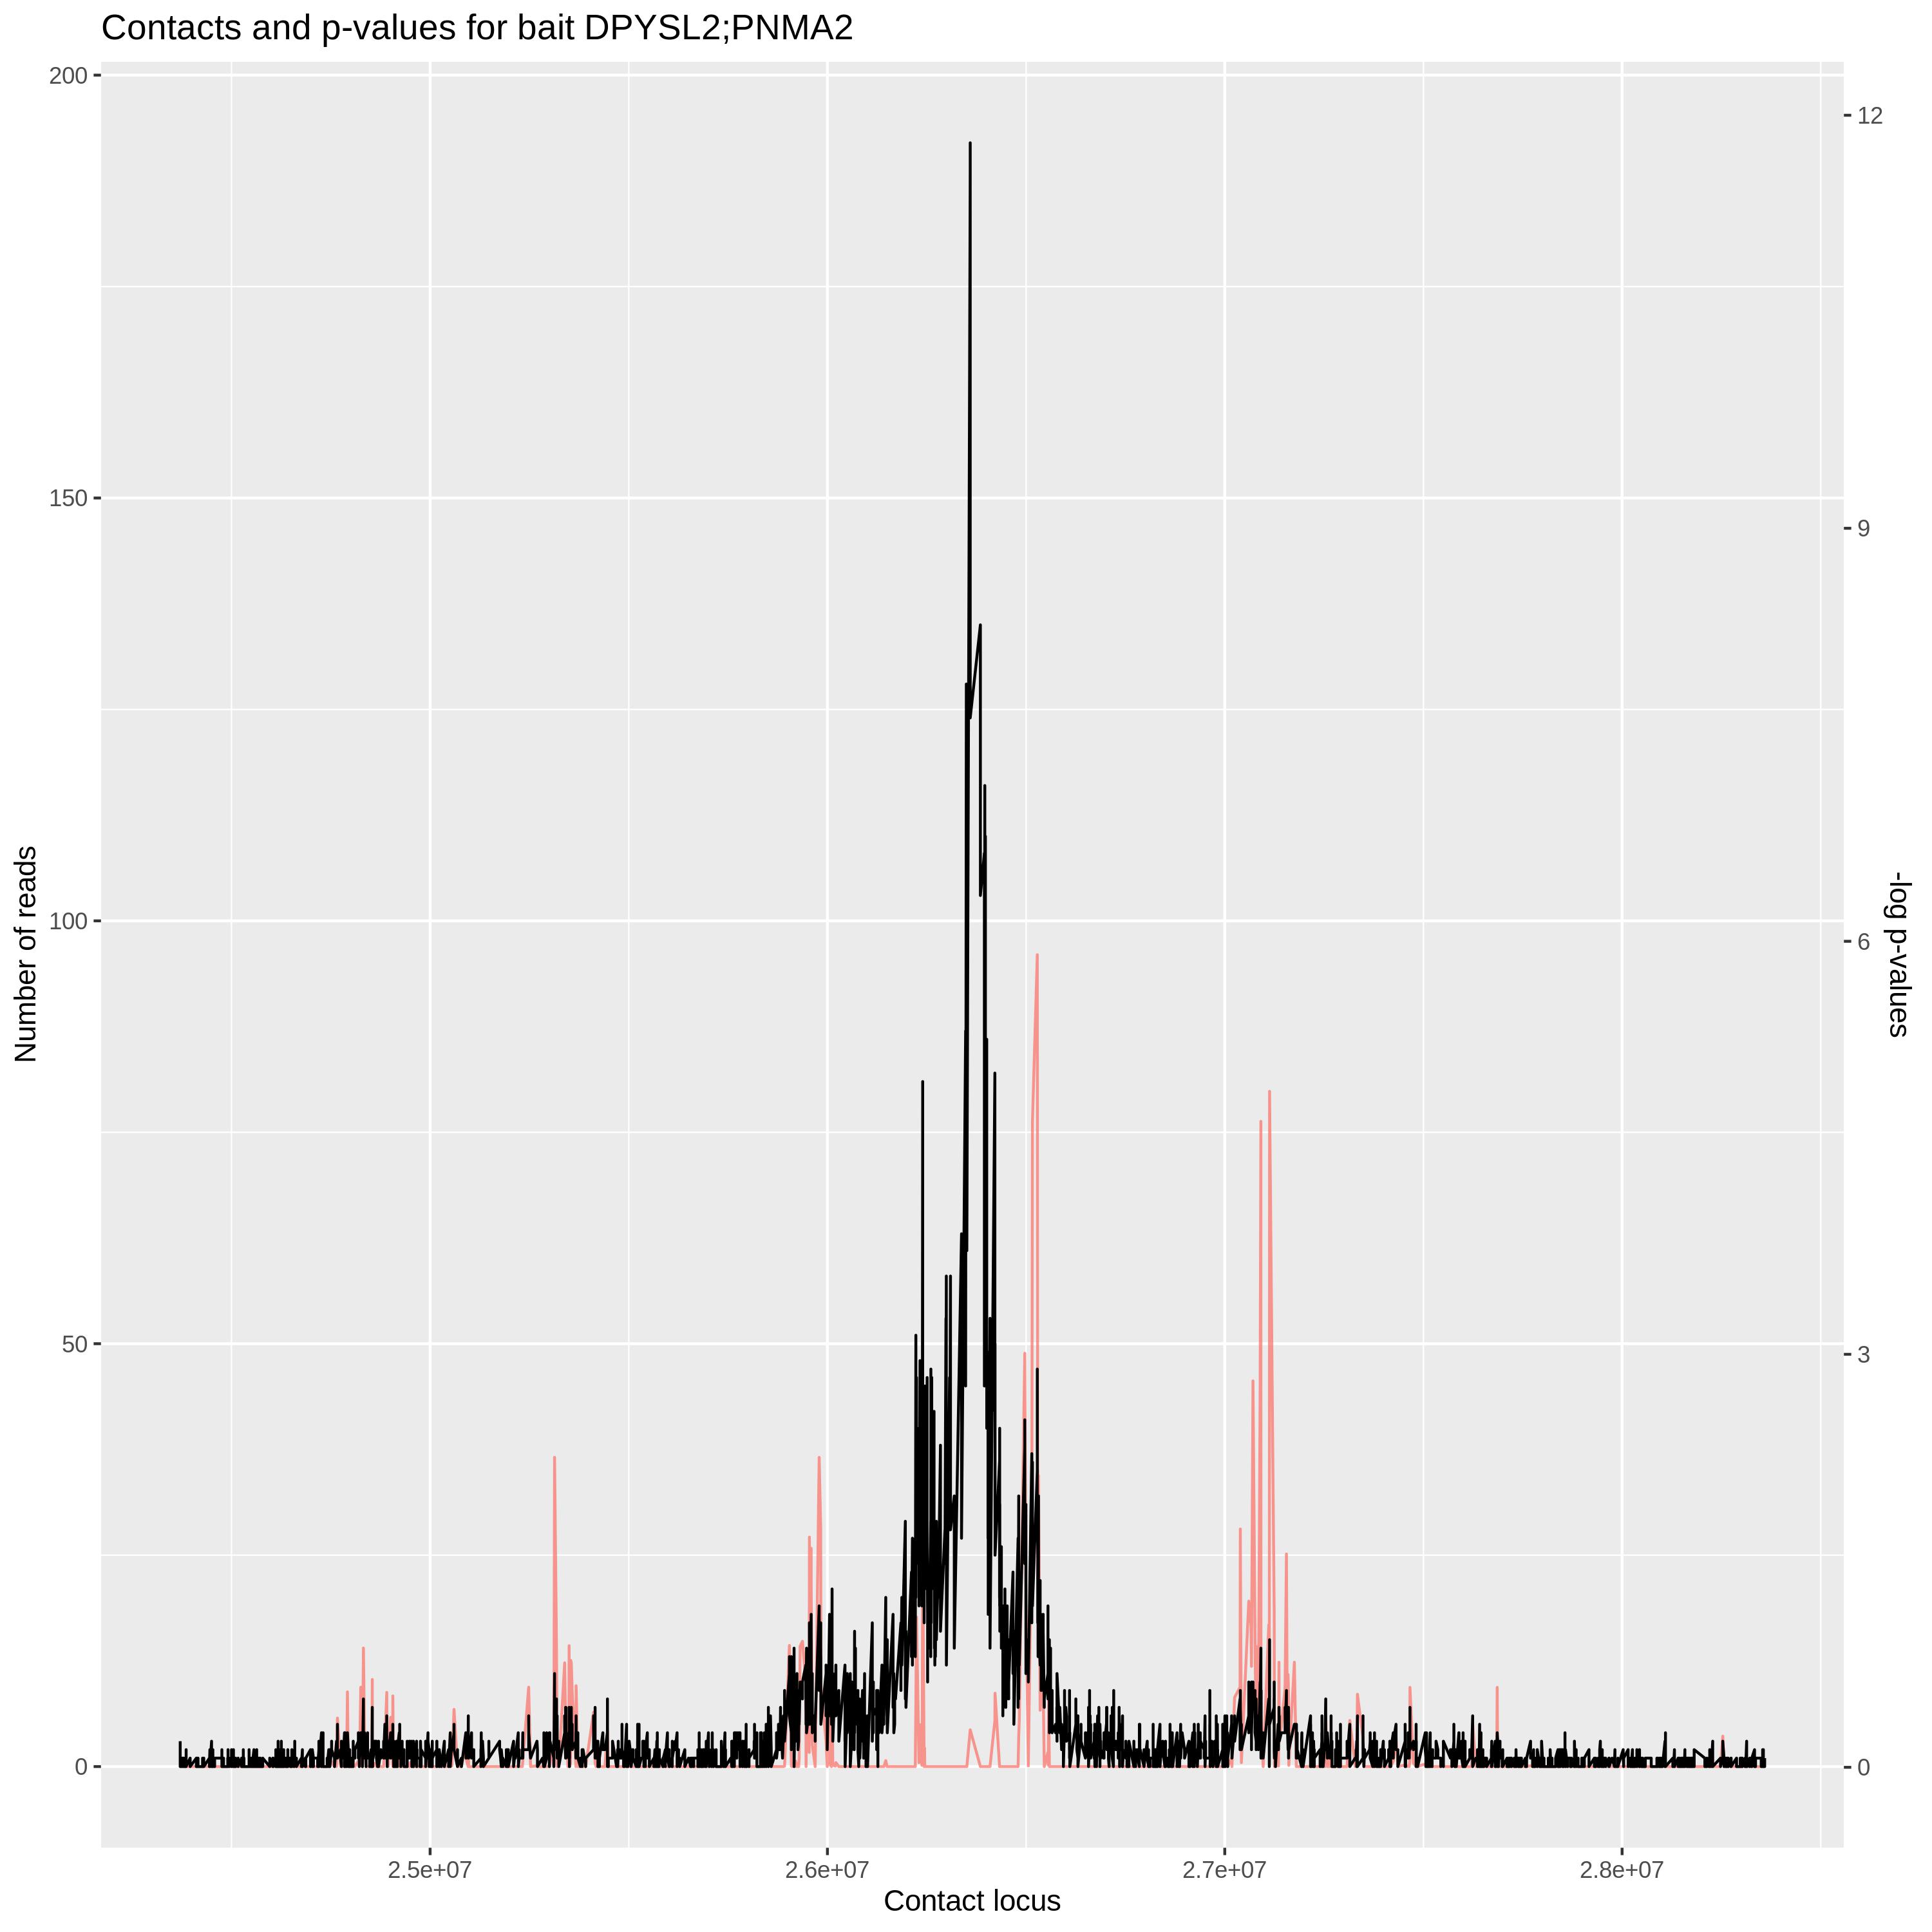 Contacts and p-values for bait DPYSL2;PNMA2
200
150
100
50
0
Number of reads
12
9
6
3
0
-log p-values
2.5e+07
2.6e+07
2.7e+07
2.8e+07
Contact locus